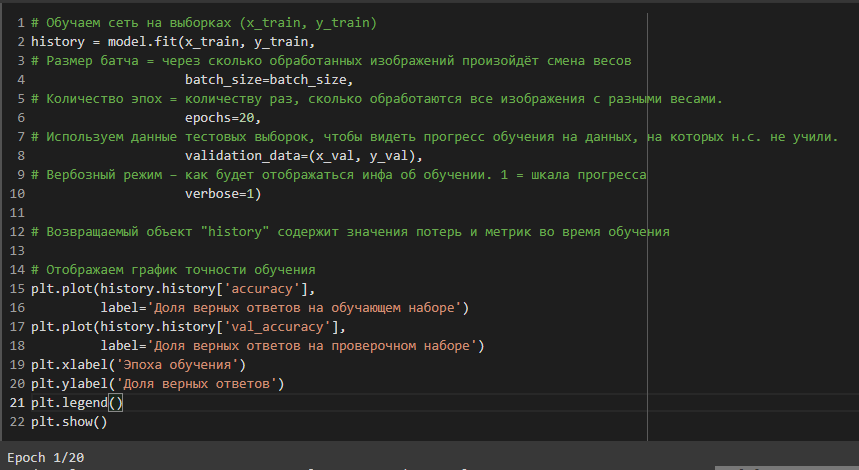 1 # Обучаем сеть на выборках (x_train, y_train)
2 history = model.fit(x_train, y_train,
3 # Размер батча = через сколько обработанных изображений произойдёт смена весов
4                     batch_size=batch_size,
5 # Количество эпох = количеству раз, сколько обработаются все изображения с разными весами.
6                     epochs=20,
7 # Используем данные тестовых выборок, чтобы видеть прогресс обучения на данных, на которых н.с. не учили.
8                     validation_data=(x_val, y_val),
9 # Вербозный режим – как будет отображаться инфа об обучении. 1 = шкала прогресса
10                     verbose=1)
11
12 # Возвращаемый объект "history" содержит значения потерь и метрик во время обучения
13
14 # Отображаем график точности обучения
15 plt.plot(history.history['accuracy'],
16          label='Доля верных ответов на обучающем наборе')
17 plt.plot(history.history['val_accuracy'],
18          label='Доля верных ответов на проверочном наборе')
19 plt.xlabel('Эпоха обучения')
20 plt.ylabel('Доля верных ответов')
21 plt.legend()
22 plt.show()
Epoch 1/20